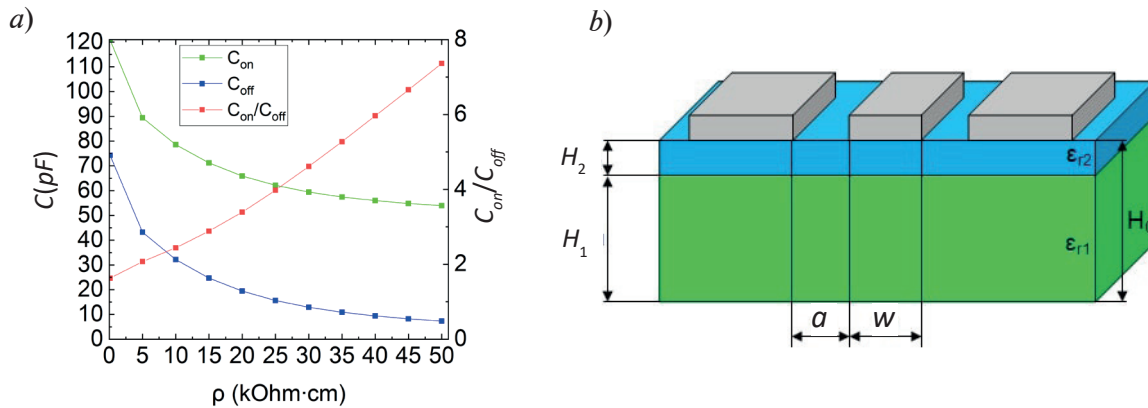 a)
120
110
100
90
80
70
60
50
40
30
20
10
0
C(pF)
C_on
C_off
C_on/C_off
8
6
4
2
0
C_on/C_off
0 5 10 15 20 25 30 35 40 45 50
ρ (kOhm·cm)
b)
H_2
ε_r2
H_1
ε_r1
a
w